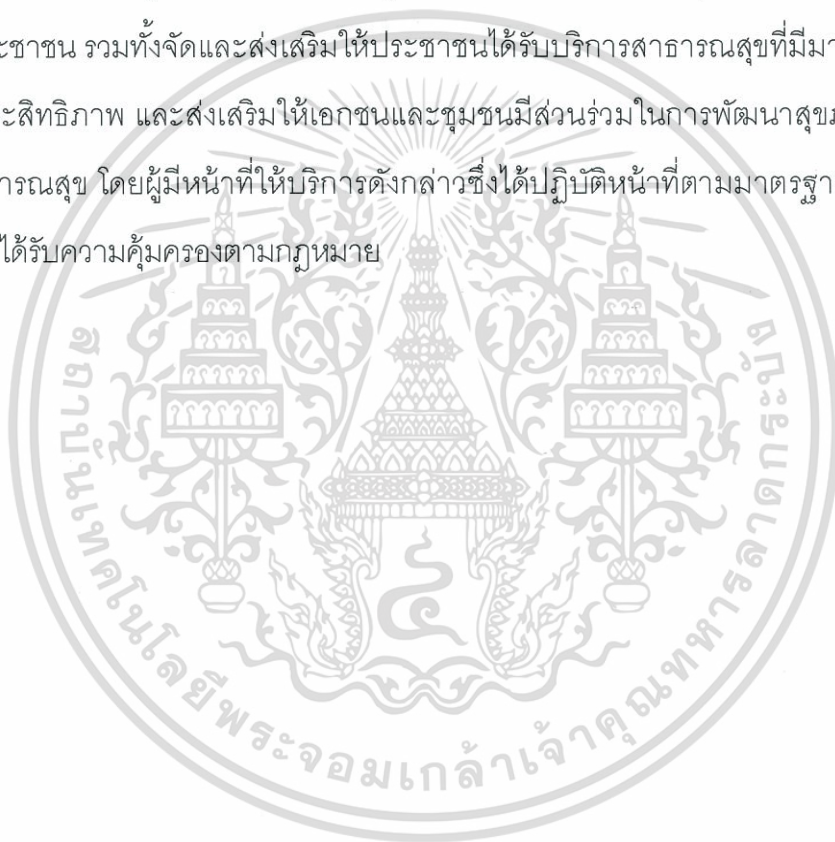 ะชาชน รวมทั้งจัดและส่งเสริมให้ประชาชนได้รับบริการสาธารณสุขที่มีมา
ะสิทธิภาพ และส่งเสริมให้เอกชนและชุมชนมีส่วนร่วมในการพัฒนาสุขภ
ารณสุข โดยผู้มีหน้าที่ให้บริการดังกล่าวซึ่งได้ปฏิบัติหน้าที่ตามมาตรฐา
ได้รับความคุ้มครองตามกฎหมาย
สถาบันเทคโนโลยีพระจอมเกล้าเจ้าคุณทหารลาดกระบัง